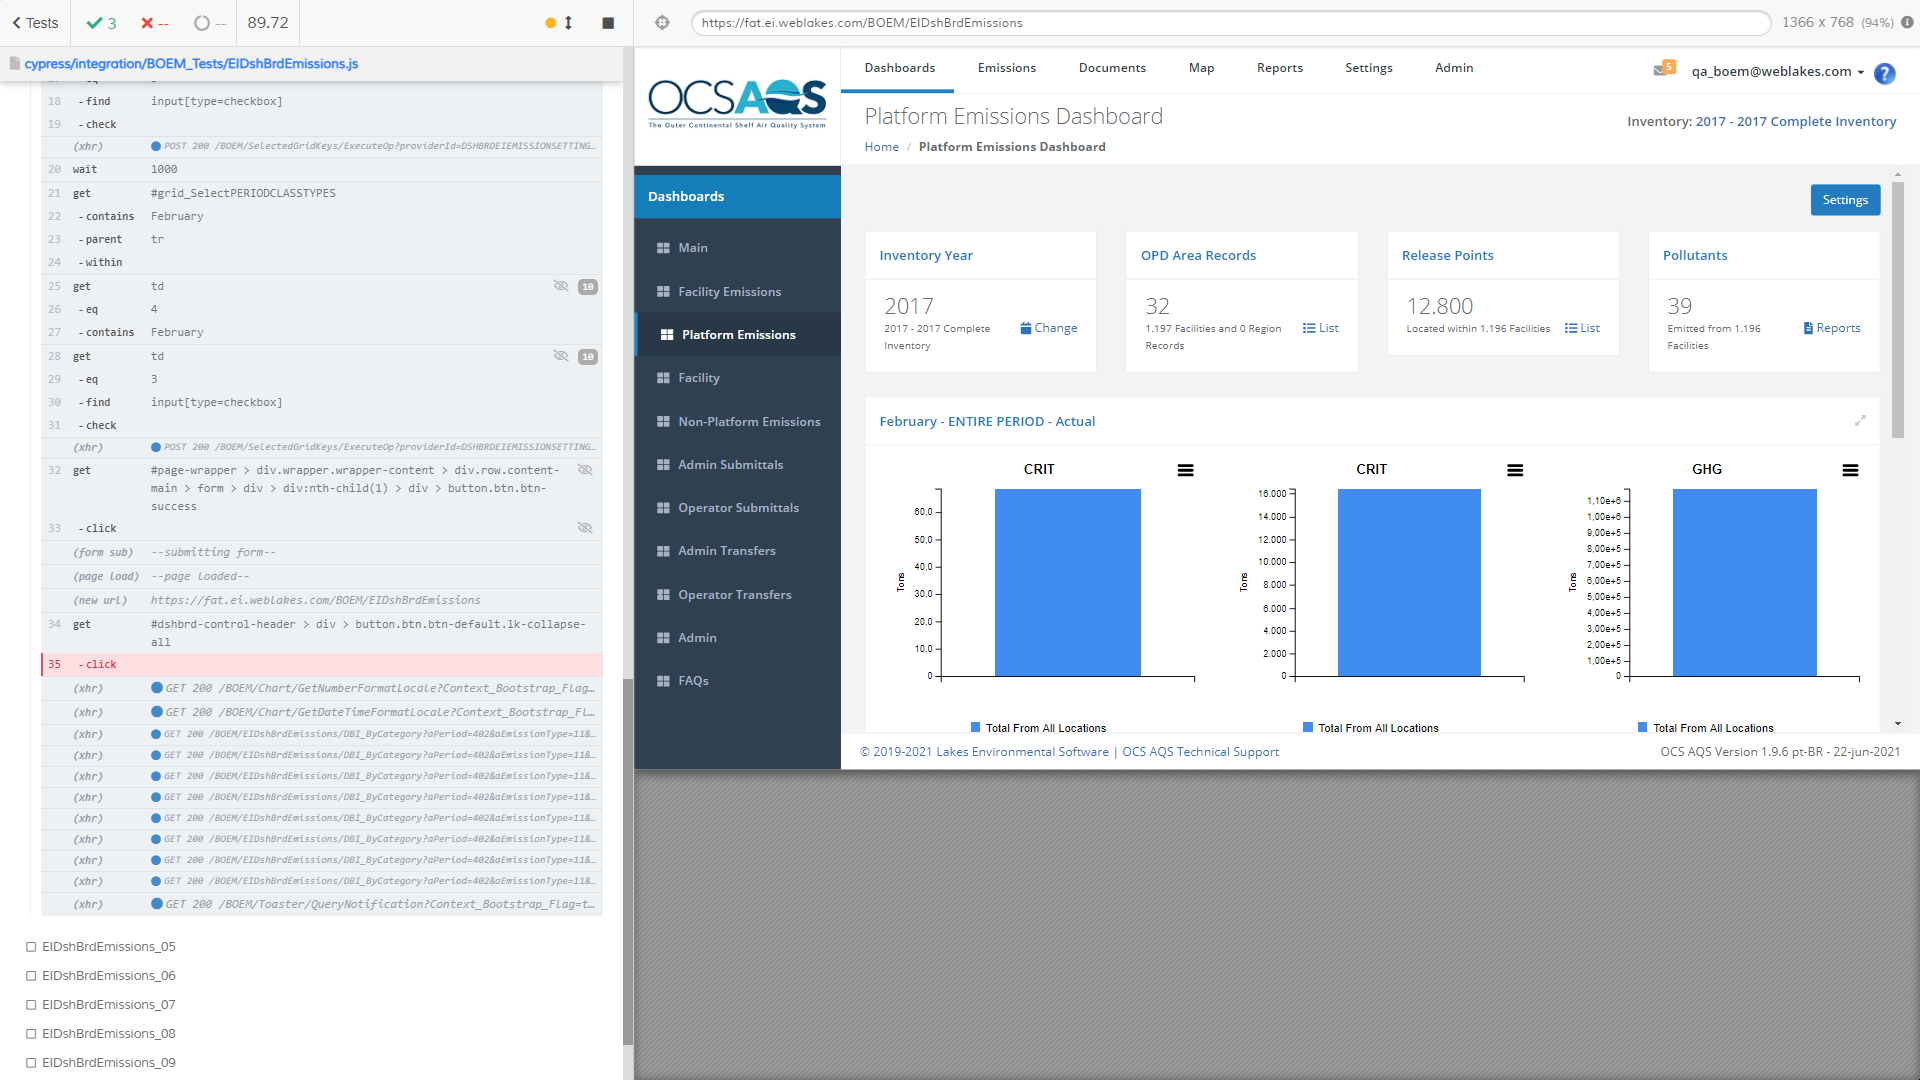 Tests
3
--
--
89.72
cypress/integration/BOEM_Tests/EIDshBrdEmissions.js
18 -find input[type=checkbox]
19 -check
(xhr) POST 200 /BOEM/SelectedGridKeys/ExecuteOp?providerId=DSHBRDEIEMISSIONSETTING...
20 wait 1000
21 get #grid_SelectPERIODCLASSTYPES
22 -contains February
23 -parent tr
24 -within
25 get td 10
26 -eq 4
27 -contains February
28 get td 10
29 -eq 3
30 -find input[type=checkbox]
31 -check
(xhr) POST 200 /BOEM/SelectedGridKeys/ExecuteOp?providerId=DSHBRDEIEMISSIONSETTING...
32 get #page-wrapper > div.wrapper.wrapper-content > div.row.content-
main > form > div > div:nth-child(1) > div > button.btn.btn-
success
33 -click
(form sub) --submitting form--
(page load) --page loaded--
(new url) https://fat.ei.weblakes.com/BOEM/EIDshBrdEmissions
34 get #dshbrd-control-header > div > button.btn.btn-default.lk-collapse-
all
35 -click
(xhr) GET 200 /BOEM/Chart/GetNumberFormatLocale?Context_Bootstrap_Flag...
(xhr) GET 200 /BOEM/Chart/GetDateTimeFormatLocale?Context_Bootstrap_Fl...
(xhr) GET 200 /BOEM/EIDshBrdEmissions/DBI_ByCategory?aPeriod=402&aEmissionType=11&...
(xhr) GET 200 /BOEM/EIDshBrdEmissions/DBI_ByCategory?aPeriod=402&aEmissionType=11&...
(xhr) GET 200 /BOEM/EIDshBrdEmissions/DBI_ByCategory?aPeriod=402&aEmissionType=11&...
(xhr) GET 200 /BOEM/EIDshBrdEmissions/DBI_ByCategory?aPeriod=402&aEmissionType=11&...
(xhr) GET 200 /BOEM/EIDshBrdEmissions/DBI_ByCategory?aPeriod=402&aEmissionType=11&...
(xhr) GET 200 /BOEM/EIDshBrdEmissions/DBI_ByCategory?aPeriod=402&aEmissionType=11&...
(xhr) GET 200 /BOEM/EIDshBrdEmissions/DBI_ByCategory?aPeriod=402&aEmissionType=11&...
(xhr) GET 200 /BOEM/EIDshBrdEmissions/DBI_ByCategory?aPeriod=402&aEmissionType=11&...
(xhr) GET 200 /BOEM/Toaster/QueryNotification?Context_Bootstrap_Flag=t...
EIDshBrdEmissions_05
EIDshBrdEmissions_06
EIDshBrdEmissions_07
EIDshBrdEmissions_08
EIDshBrdEmissions_09
https://fat.ei.weblakes.com/BOEM/EIDshBrdEmissions
1366 x 768 (94%)
OCSAQS
The Outer Continental Shelf Air Quality System
Dashboards Emissions Documents Map Reports Settings Admin
5 qa_boem@weblakes.com ?
Platform Emissions Dashboard
Home / Platform Emissions Dashboard
Inventory: 2017 - 2017 Complete Inventory
Dashboards
Main
Facility Emissions
Platform Emissions
Facility
Non-Platform Emissions
Admin Submittals
Operator Submittals
Admin Transfers
Operator Transfers
Admin
FAQs
Settings
Inventory Year
2017
2017 - 2017 Complete
Inventory
Change
OPD Area Records
32
1.197 Facilities and 0 Region
Records
List
Release Points
12.800
Located within 1.196 Facilities
List
Pollutants
39
Emitted from 1.196
Facilities
Reports
February - ENTIRE PERIOD - Actual
CRIT
60,0
50,0
40,0
30,0
20,0
10,0
0
Tons
Total From All Locations
CRIT
16.000
14.000
12.000
10.000
8.000
6.000
4.000
2.000
0
Tons
Total From All Locations
GHG
1,10e+6
1,00e+6
9,00e+5
8,00e+5
7,00e+5
6,00e+5
5,00e+5
4,00e+5
3,00e+5
2,00e+5
1,00e+5
0
Tons
Total From All Locations
© 2019-2021 Lakes Environmental Software | OCS AQS Technical Support
OCS AQS Version 1.9.6 pt-BR - 22-jun-2021